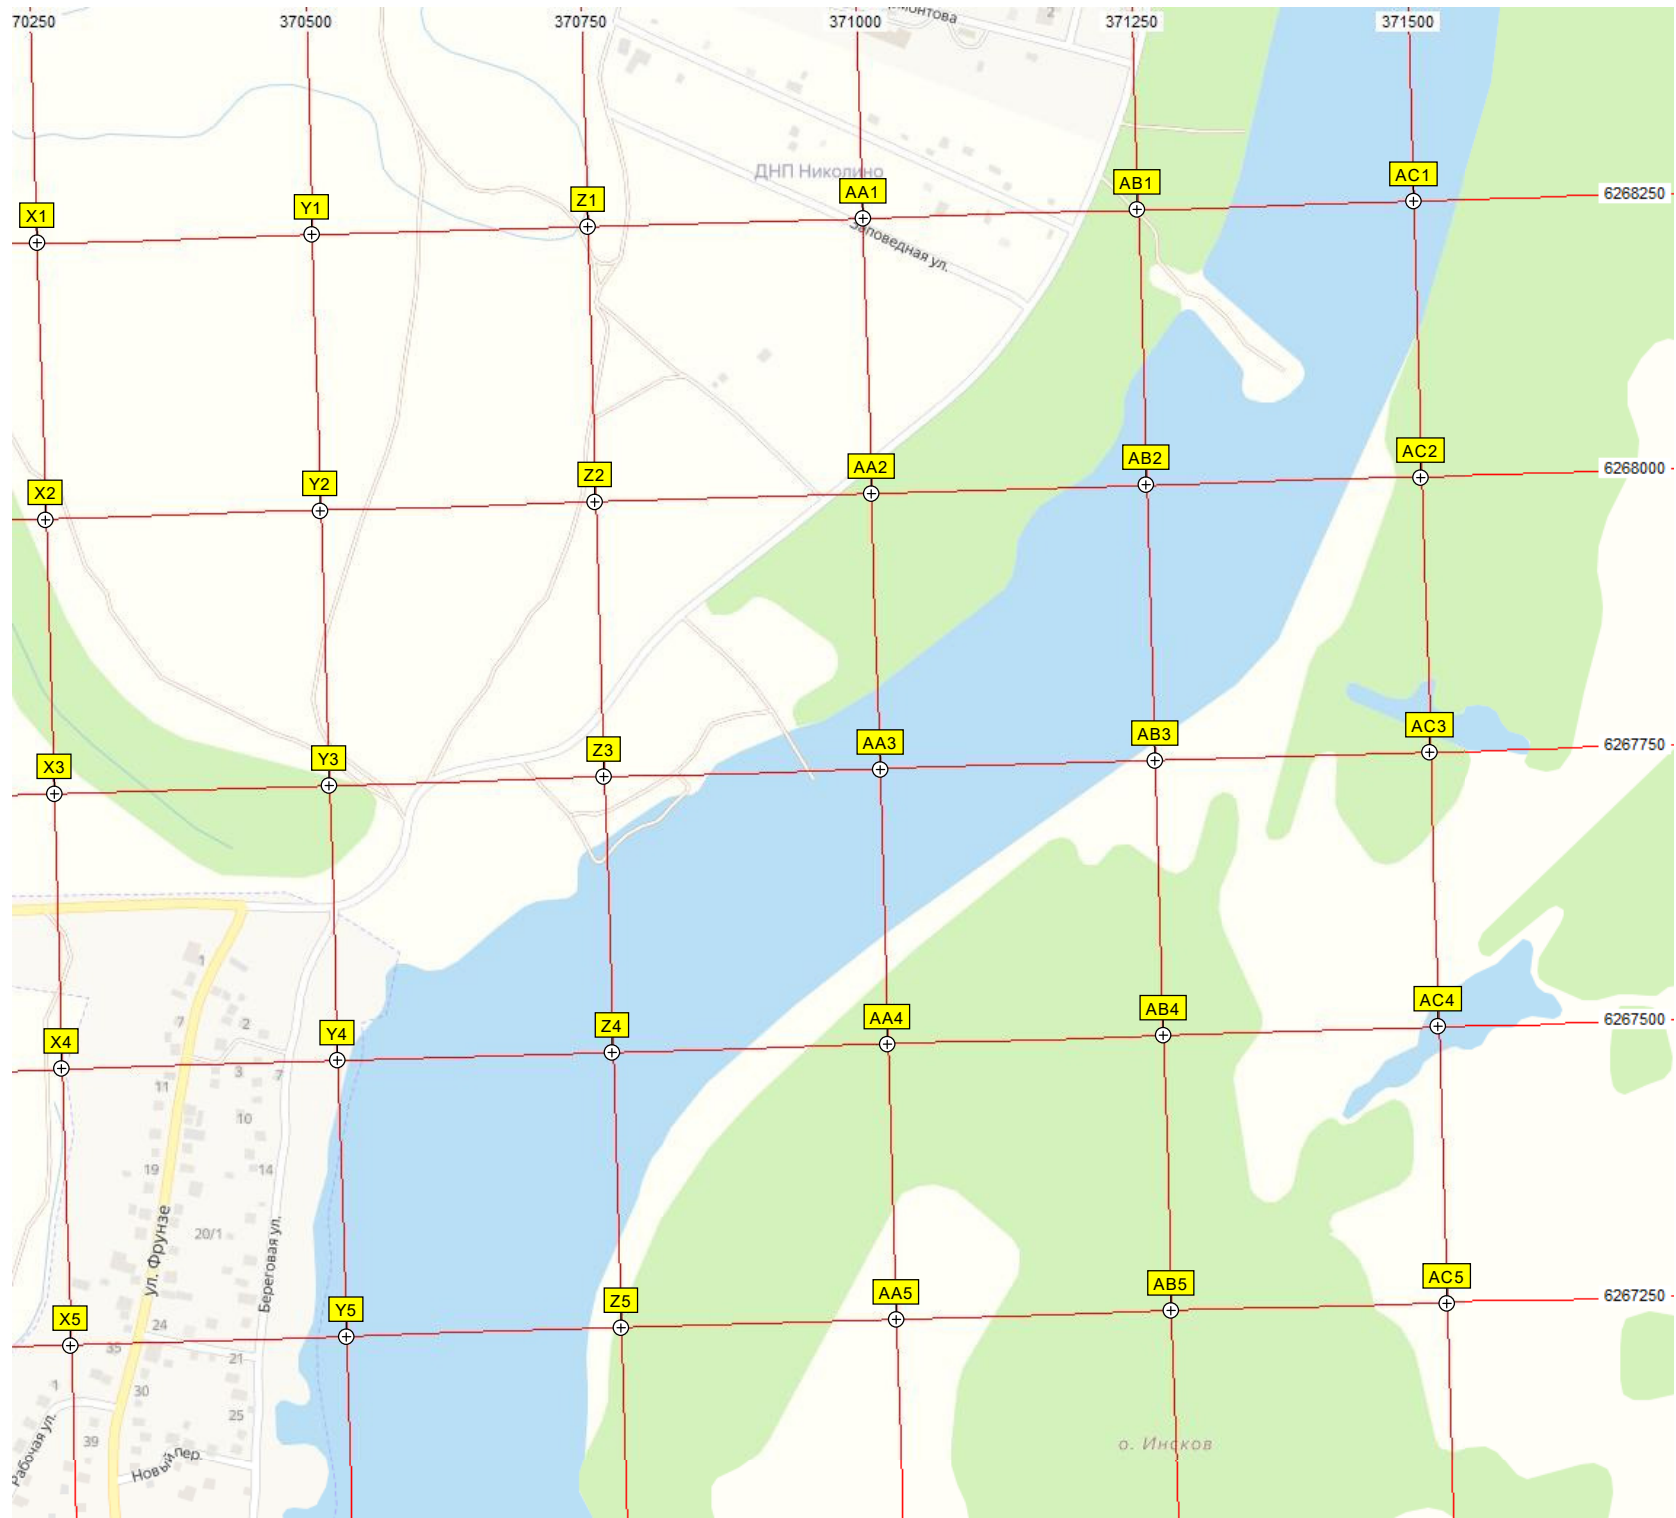 70250 370500 370750 371000 371250 371500
2
ДНП Николино
Заповедная ул.
X1 Y1 Z1 AA1 AB1 AC1
6268250
X2 Y2 Z2 AA2 AB2 AC2
6268000
X3 Y3 Z3 AA3 AB3 AC3
6267750
1
7
2
X4 Y4 Z4 AA4 AB4 AC4
6267500
3
7
11
10
19
14
20/1
ул. Фрунзе
Береговая ул.
X5 Y5 Z5 AA5 AB5 AC5
6267250
24
35
21
1
30
25
39
Рабочая ул.
Новый пер.
о. Инсков